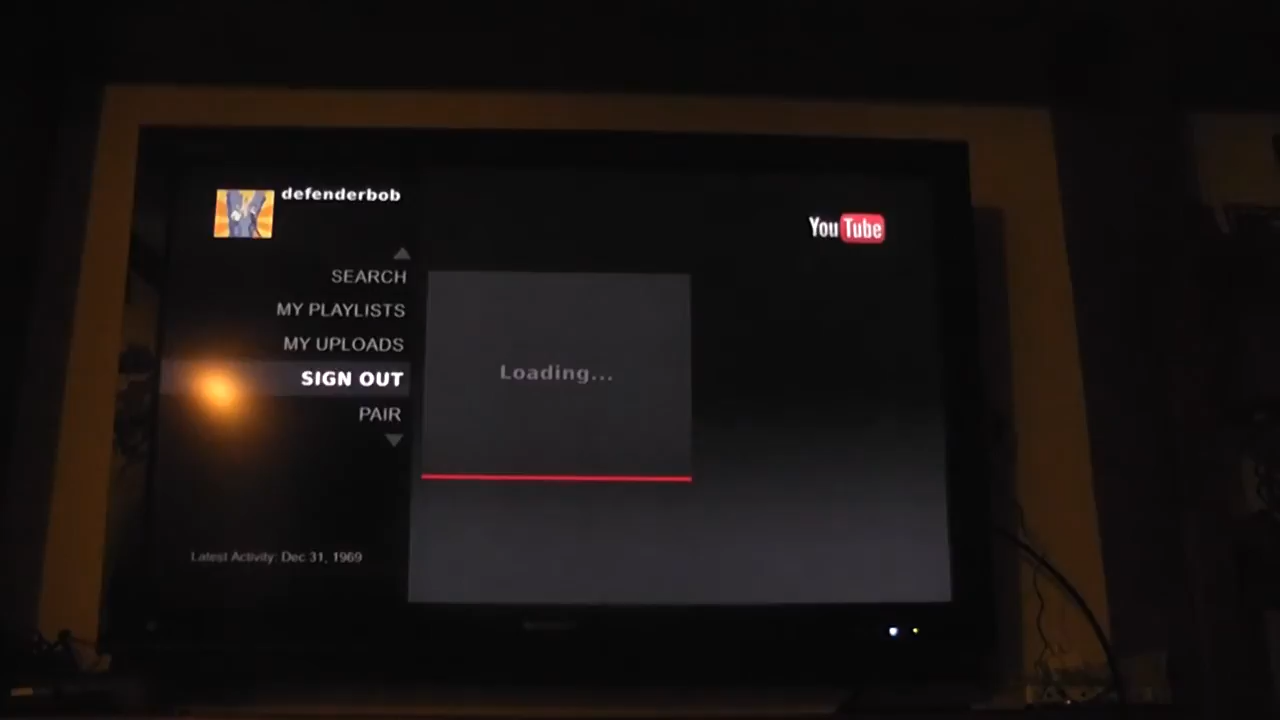 defenderbob
YouTube
SEARCH
MY PLAYLISTS
MY UPLOADS
SIGN OUT
PAIR
Loading...
Latest Activity: Dec 31, 1969